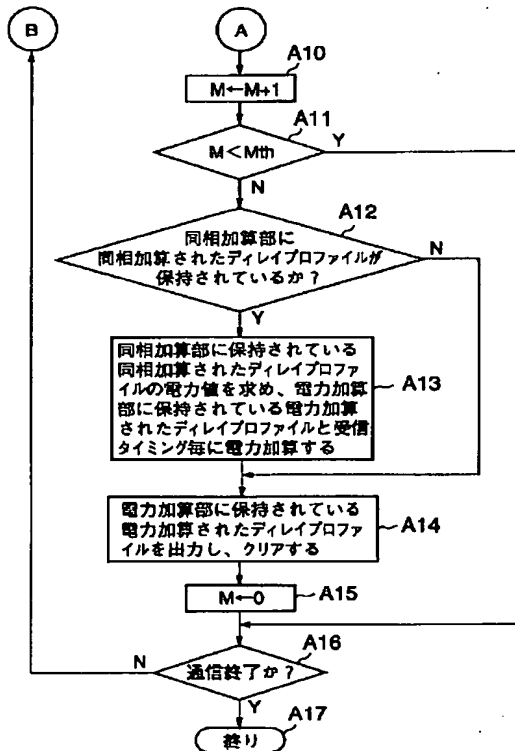 B
A
A10
M←M+1
A11
M<Mth
Y
N
A12
同相加算部に
同相加算されたディレイプロファイルが
保持されているか？
N
Y
同相加算部に保持されている
同相加算されたディレイプロファ
イルの電力値を求め、電力加算
部に保持されている電力加算
されたディレイプロファイルと受信
タイミング毎に電力加算する
A13
電力加算部に保持されている
電力加算されたディレイプロファ
イルを出力し、クリアする
A14
M←0
A15
A16
N
通信終了か？
Y
A17
終り